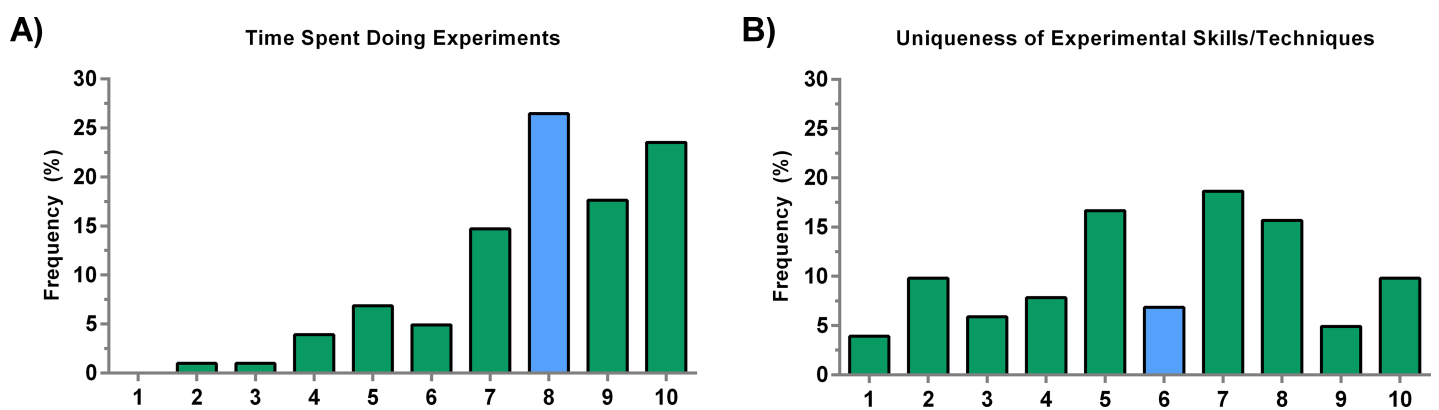 A)
Time Spent Doing Experiments
Frequency (%)
30
25
20
15
10
5
0
1 2 3 4 5 6 7 8 9 10
B)
Uniqueness of Experimental Skills/Techniques
Frequency (%)
30
25
20
15
10
5
0
1 2 3 4 5 6 7 8 9 10